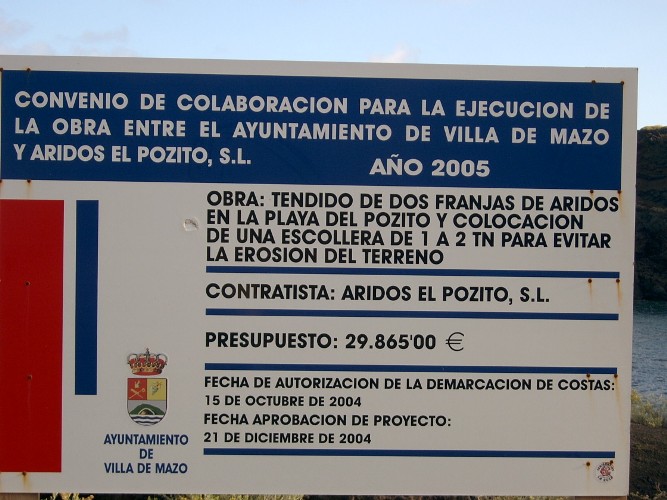 CONVENIO DE COLABORACION PARA LA EJECUCION DE
LA OBRA ENTRE EL AYUNTAMIENTO DE VILLA DE MAZO
Y ARIDOS EL POZITO, S.L. AÑO 2005
OBRA: TENDIDO DE DOS FRANJAS DE ARIDOS
EN LA PLAYA DEL POZITO Y COLOCACION
DE UNA ESCOLLERA DE 1 A 2 TN PARA EVITAR
LA EROSION DEL TERRENO
CONTRATISTA: ARIDOS EL POZITO, S.L.
PRESUPUESTO: 29.865'00 €
FECHA DE AUTORIZACION DE LA DEMARCACION DE COSTAS:
15 DE OCTUBRE DE 2004
FECHA APROBACION DE PROYECTO:
21 DE DICIEMBRE DE 2004
AYUNTAMIENTO
DE
VILLA DE MAZO